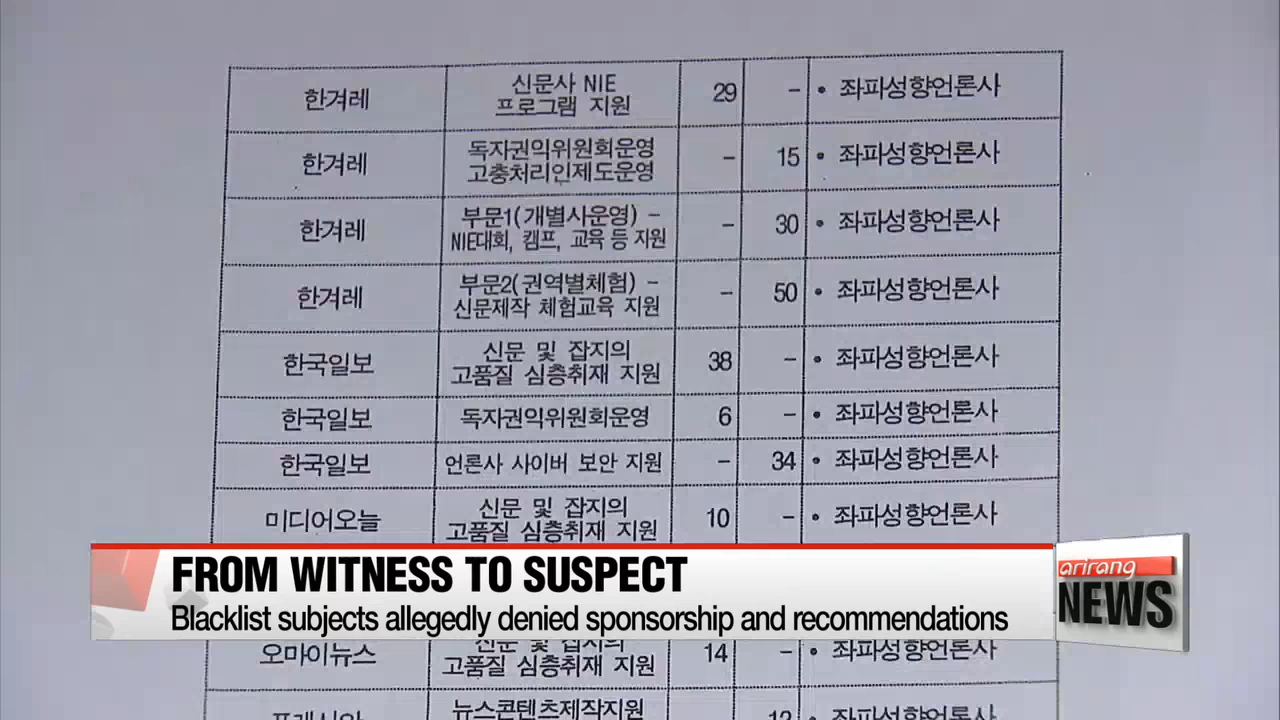 한겨레 신문사 NIE 29 - • 좌파성향언론사
프로그램 지원
한겨레 독자권익위원회운영 - 15 • 좌파성향언론사
고충처리인제도운영
한겨레 부문1(개별사운영) - - 30 • 좌파성향언론사
NIE대회, 캠프, 교육 등 지원
한겨레 부문2(권역별체험) - - 50 • 좌파성향언론사
신문제작 체험교육 지원
한국일보 신문 및 잡지의 38 - • 좌파성향언론사
고품질 심층취재 지원
한국일보 독자권익위원회운영 6 - • 좌파성향언론사
한국일보 언론사 사이버 보안 지원 - 34 • 좌파성향언론사
미디어오늘 신문 및 잡지의 10 - • 좌파성향언론사
고품질 심층취재 지원
FROM WITNESS TO SUSPECT
Blacklist subjects allegedly denied sponsorship and recommendations
arirang
NEWS
오마이뉴스 신문 및 잡지의 14 - • 좌파성향언론사
고품질 심층취재 지원
뉴스콘텐츠제작지원